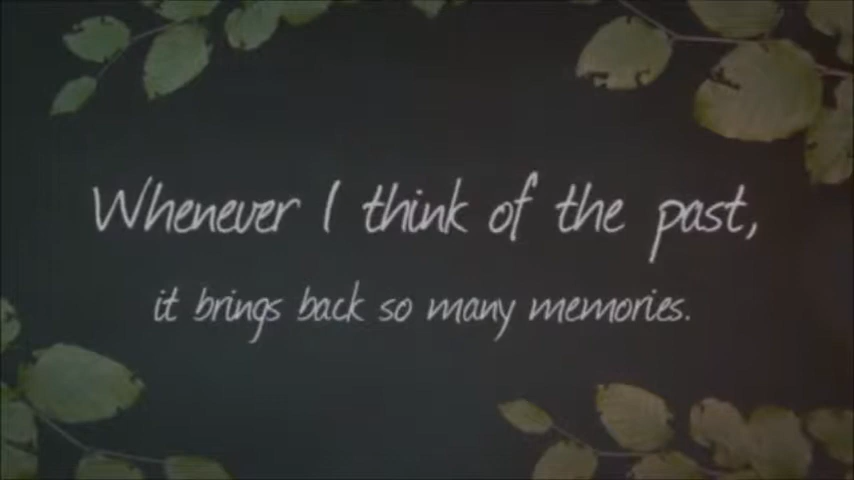 Whenever I think of the past,
it brings back so many memories.